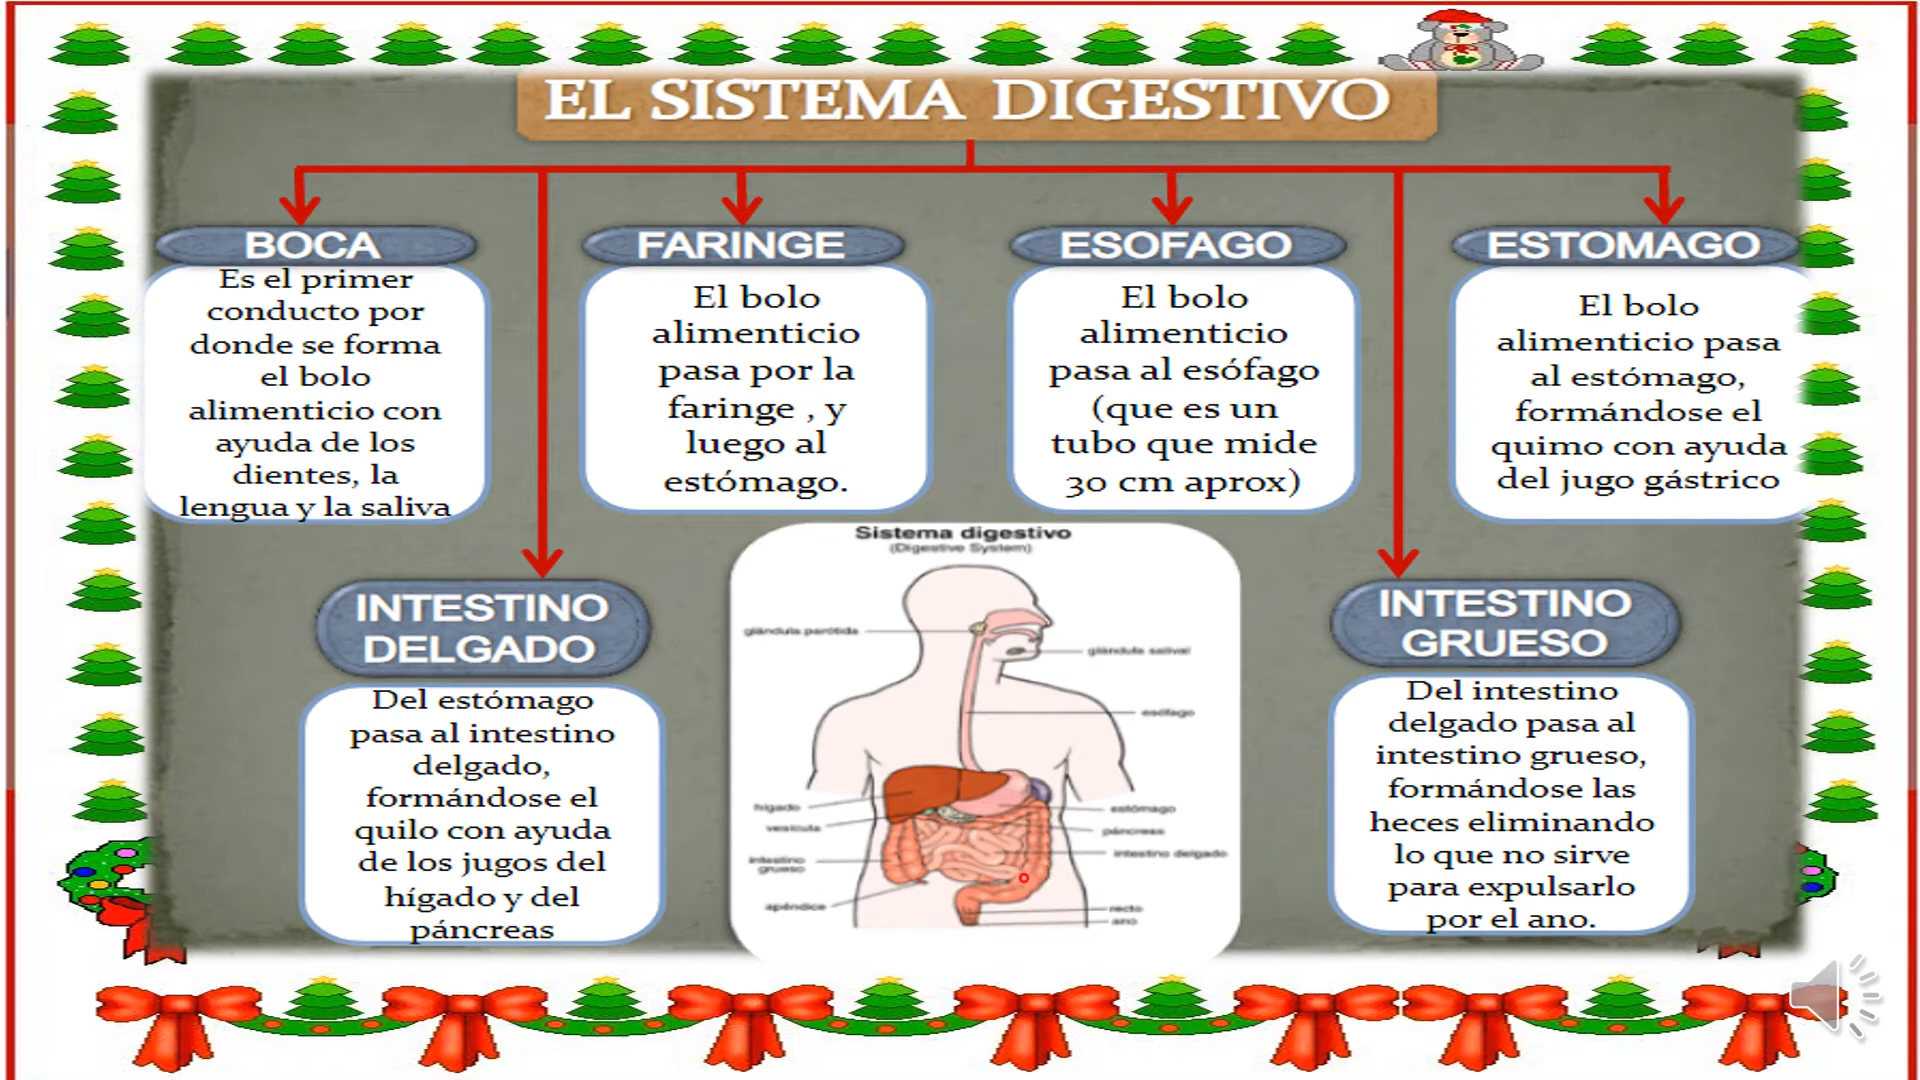 EL SISTEMA DIGESTIVO
BOCA
Es el primer
conducto por
donde se forma
el bolo
alimenticio con
ayuda de los
dientes, la
lengua y la saliva
FARINGE
El bolo
alimenticio
pasa por la
faringe , y
luego al
estómago.
ESOFAGO
El bolo
alimenticio
pasa al esófago
(que es un
tubo que mide
30 cm aprox)
ESTOMAGO
El bolo
alimenticio pasa
al estómago,
formándose el
quimo con ayuda
del jugo gástrico
INTESTINO
DELGADO
Del estómago
pasa al intestino
delgado,
formándose el
quilo con ayuda
de los jugos del
hígado y del
páncreas
Sistema digestivo
(Digestive System)
glándula parótida
glándula salival
esófago
hígado
vesícula
intestino
grueso
apéndice
estómago
páncreas
intestino delgado
recto
ano
INTESTINO
GRUESO
Del intestino
delgado pasa al
intestino grueso,
formándose las
heces eliminando
lo que no sirve
para expulsarlo
por el ano.